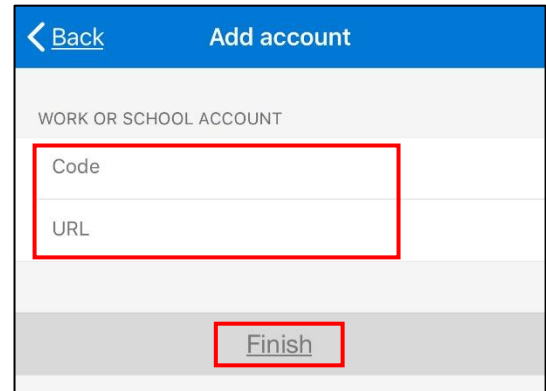 Back Add account
WORK OR SCHOOL ACCOUNT
Code
URL
Finish